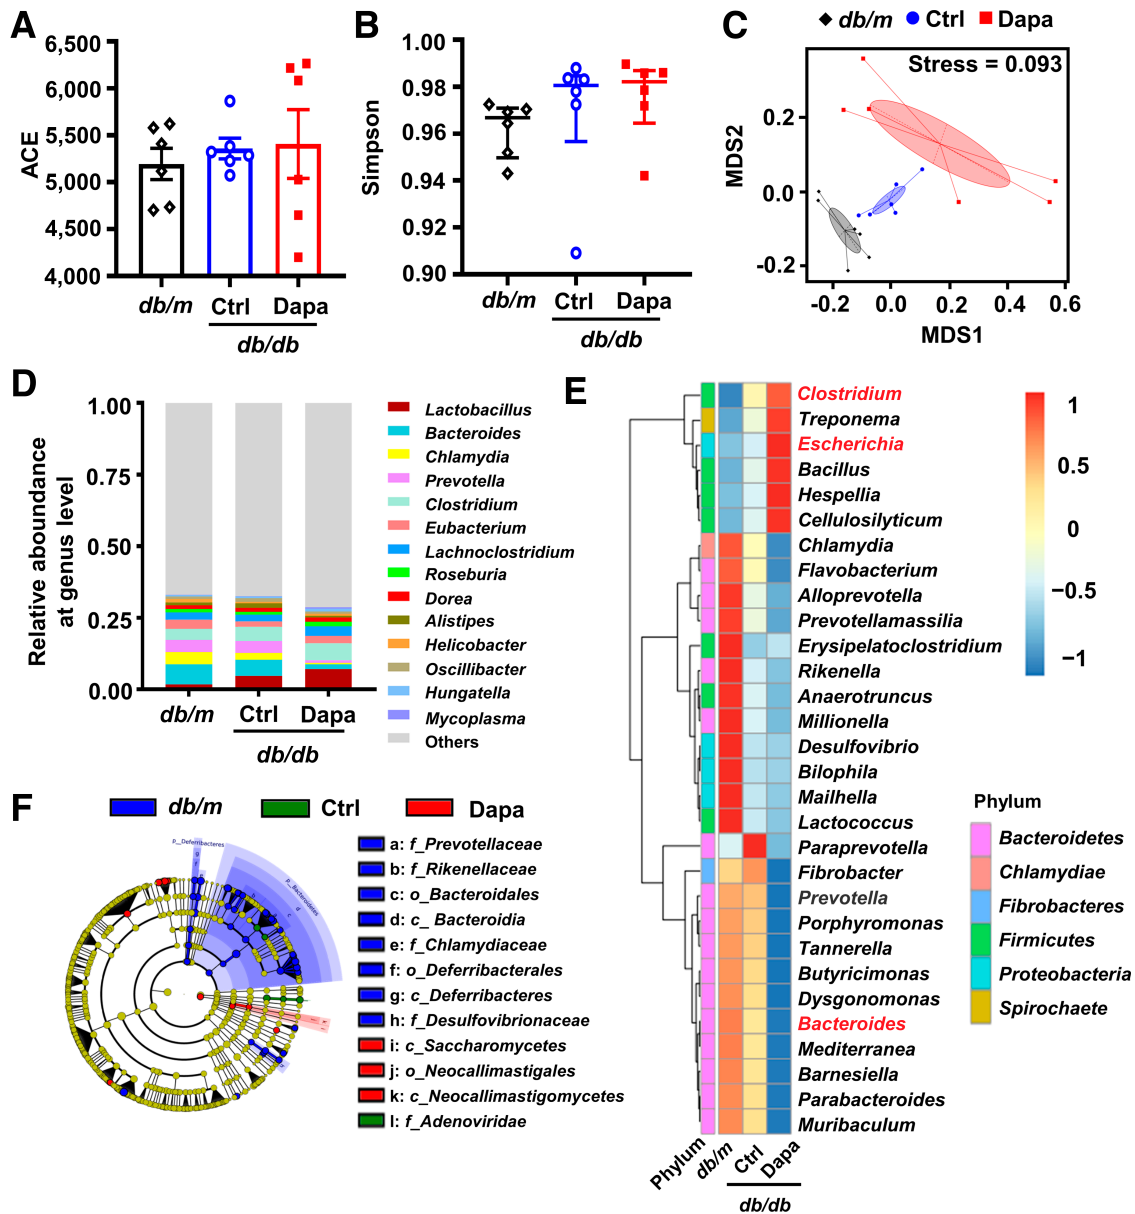 A
6,500
6,000
5,500
5,000
4,500
4,000
ACE
db/m
Ctrl
Dapa
db/db
B
1.00
0.98
0.96
0.94
0.92
0.90
Simpson
db/m
Ctrl
Dapa
db/db
C
db/m Ctrl Dapa
Stress = 0.093
MDS2
0.2
0.0
-0.2
-0.2 0.0 0.2 0.4 0.6
MDS1
D
Relative aboundance
at genus level
1.00
0.75
0.50
0.25
0.00
db/m
Ctrl
Dapa
db/db
Lactobacillus
Bacteroides
Chlamydia
Prevotella
Clostridium
Eubacterium
Lachnoclostridium
Roseburia
Dorea
Alistipes
Helicobacter
Oscillibacter
Hungatella
Mycoplasma
Others
E
Clostridium
Treponema
Escherichia
Bacillus
Hespellia
Cellulosilyticum
Chlamydia
Flavobacterium
Alloprevotella
Prevotellamassilia
Erysipelatoclostridium
Rikenella
Anaerotruncus
Millionella
Desulfovibrio
Bilophila
Mailhella
Lactococcus
Paraprevotella
Fibrobacter
Prevotella
Porphyromonas
Tannerella
Butyricimonas
Dysgonomonas
Bacteroides
Mediterranea
Barnesiella
Parabacteroides
Muribaculum
Phylum
db/m
Ctrl
Dapa
db/db
1
0.5
0
−0.5
−1
Phylum
Bacteroidetes
Chlamydiae
Fibrobacteres
Firmicutes
Proteobacteria
Spirochaete
F
db/m Ctrl Dapa
p__Deferribacteres
p__Bacteroidetes
a: f_Prevotellaceae
b: f_Rikenellaceae
c: o_Bacteroidales
d: c_ Bacteroidia
e: f_Chlamydiaceae
f: o_Deferribacterales
g: c_Deferribacteres
h: f_Desulfovibrionaceae
i: c_Saccharomycetes
j: o_Neocallimastigales
k: c_Neocallimastigomycetes
l: f_Adenoviridae